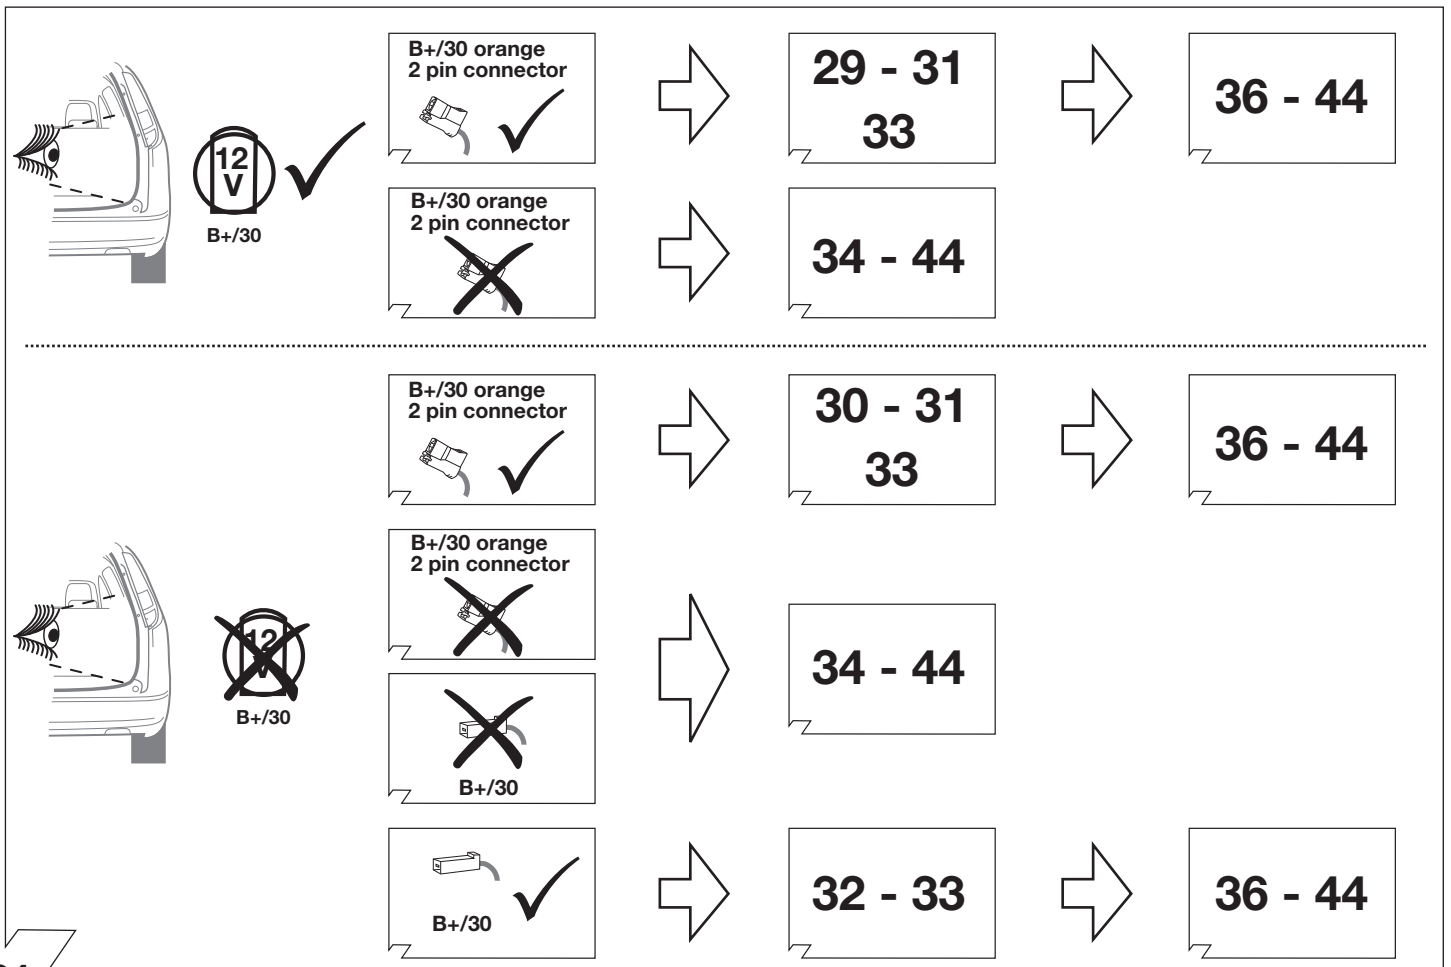 B+/30 orange
2 pin connector
29 - 31
33
36 - 44
12
V
B+/30
B+/30 orange
2 pin connector
34 - 44
B+/30 orange
2 pin connector
30 - 31
33
36 - 44
B+/30 orange
2 pin connector
12
V
B+/30
34 - 44
B+/30
B+/30
32 - 33
36 - 44